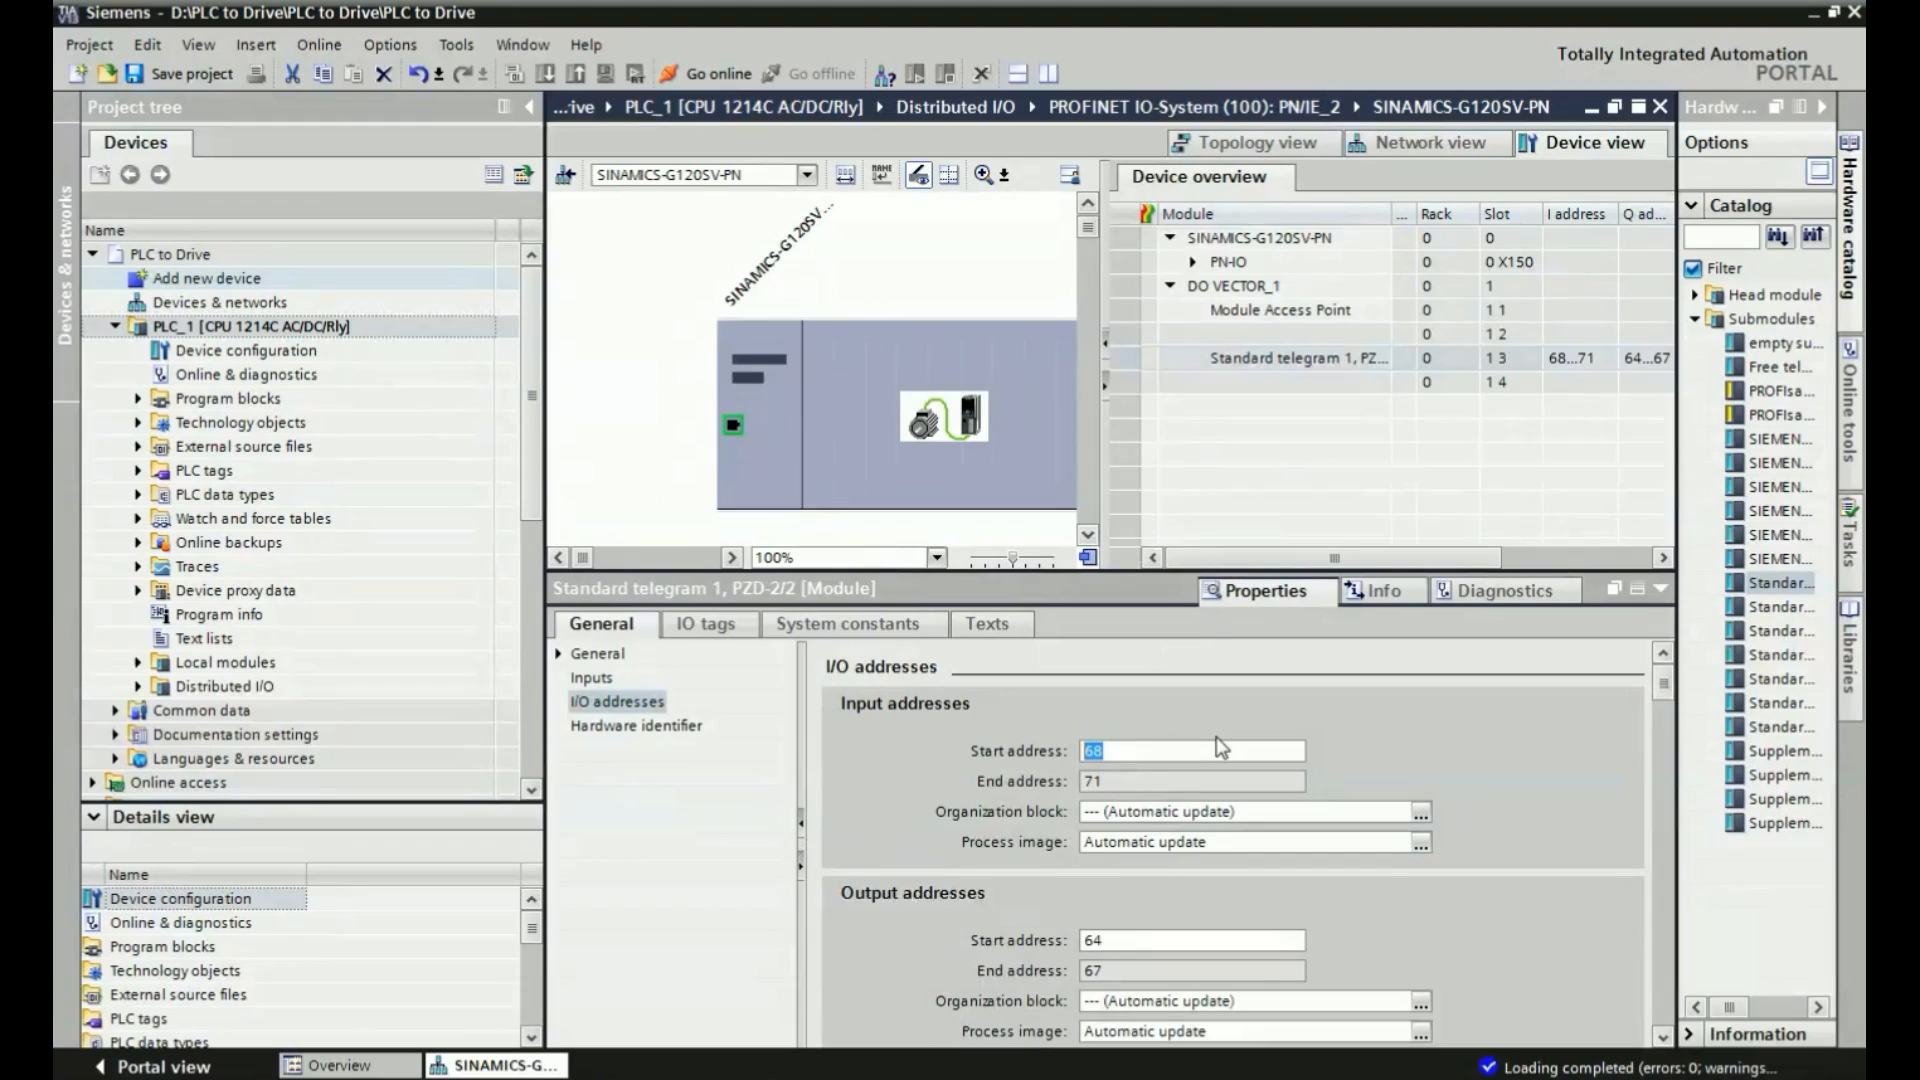 Siemens - D:\PLC to Drive\PLC to Drive\PLC to Drive
Project Edit View Insert Online Options Tools Window Help
Totally Integrated Automation
PORTAL
Save project
Go online
Go offline
Project tree
...rive PLC_1 [CPU 1214C AC/DC/Rly] Distributed I/O PROFINET IO-System (100): PN/IE_2 SINAMICS-G120SV-PN
Hardw ...
Devices
Topology view
Network view
Device view
Options
SINAMICS-G120SV-PN
100%
Device overview
Module ... Rack Slot I address Q ad...
SINAMICS-G120SV-PN 0 0
PN-IO 0 0 X150
DO VECTOR_1 0 1
Module Access Point 0 1 1
0 1 2
Standard telegram 1, PZ... 0 1 3 68...71 64...67
0 1 4
SINAMICS-G120SV...
Devices & networks
Name
PLC to Drive
Add new device
Devices & networks
PLC_1 [CPU 1214C AC/DC/Rly]
Device configuration
Online & diagnostics
Program blocks
Technology objects
External source files
PLC tags
PLC data types
Watch and force tables
Online backups
Traces
Device proxy data
Program info
Text lists
Local modules
Distributed I/O
Common data
Documentation settings
Languages & resources
Online access
Details view
Name
Device configuration
Online & diagnostics
Program blocks
Technology objects
External source files
PLC tags
PLC data types
Standard telegram 1, PZD-2/2 [Module]
Properties
Info
Diagnostics
General
IO tags
System constants
Texts
General
Inputs
I/O addresses
Hardware identifier
I/O addresses
Input addresses
Start address: 68
End address: 71
Organization block: --- (Automatic update) ...
Process image: Automatic update ...
Output addresses
Start address: 64
End address: 67
Organization block: --- (Automatic update) ...
Process image: Automatic update ...
Catalog
Filter
Head module
Submodules
empty su...
Free tel...
PROFIsa...
PROFIsa...
SIEMEN...
SIEMEN...
SIEMEN...
SIEMEN...
SIEMEN...
SIEMEN...
Standar...
Standar...
Standar...
Standar...
Standar...
Standar...
Standar...
Supplem...
Supplem...
Supplem...
Supplem...
Information
Hardware catalog
Online tools
Tasks
Libraries
Portal view
Overview
SINAMICS-G...
Loading completed (errors: 0; warnings...